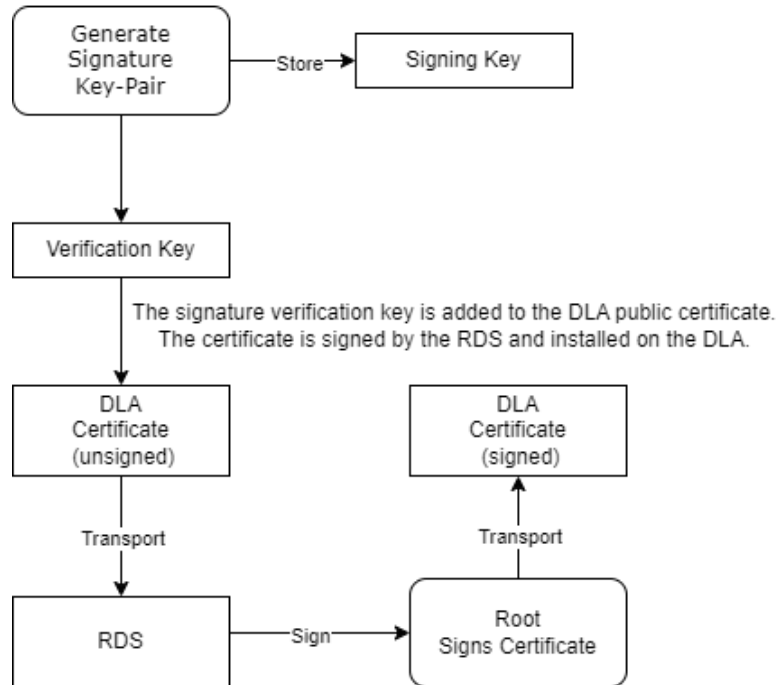 Generate
Signature
Key-Pair
Store
Signing Key
Verification Key
The signature verification key is added to the DLA public certificate.
The certificate is signed by the RDS and installed on the DLA.
DLA
Certificate
(unsigned)
DLA
Certificate
(signed)
Transport
Transport
RDS
Sign
Root
Signs Certificate